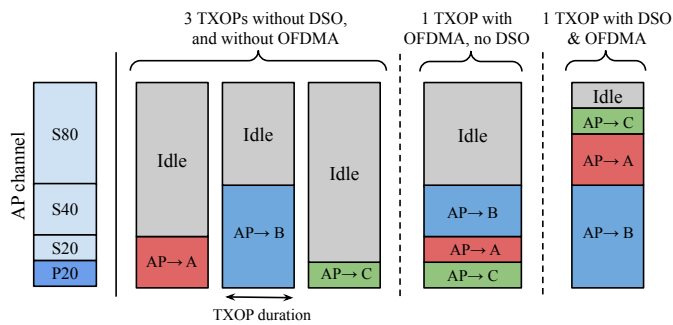 3 TXOPs without DSO,
and without OFDMA
1 TXOP with
OFDMA, no DSO
1 TXOP with DSO
& OFDMA
AP channel
S80
S40
S20
P20
Idle
AP→ A
Idle
AP→ B
Idle
AP→ C
TXOP duration
Idle
AP→ B
AP→ A
AP→ C
Idle
AP→ C
AP→ A
AP→ B